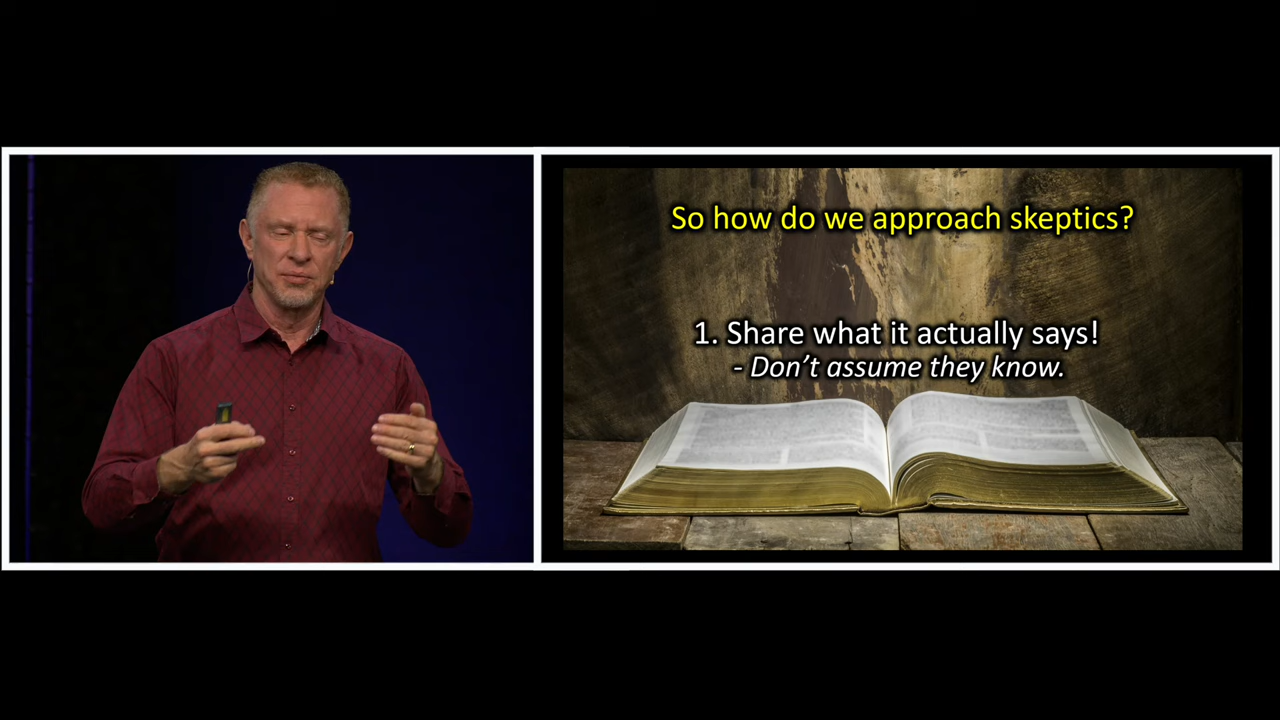 So how do we approach skeptics?
1. Share what it actually says!
- Don’t assume they know.